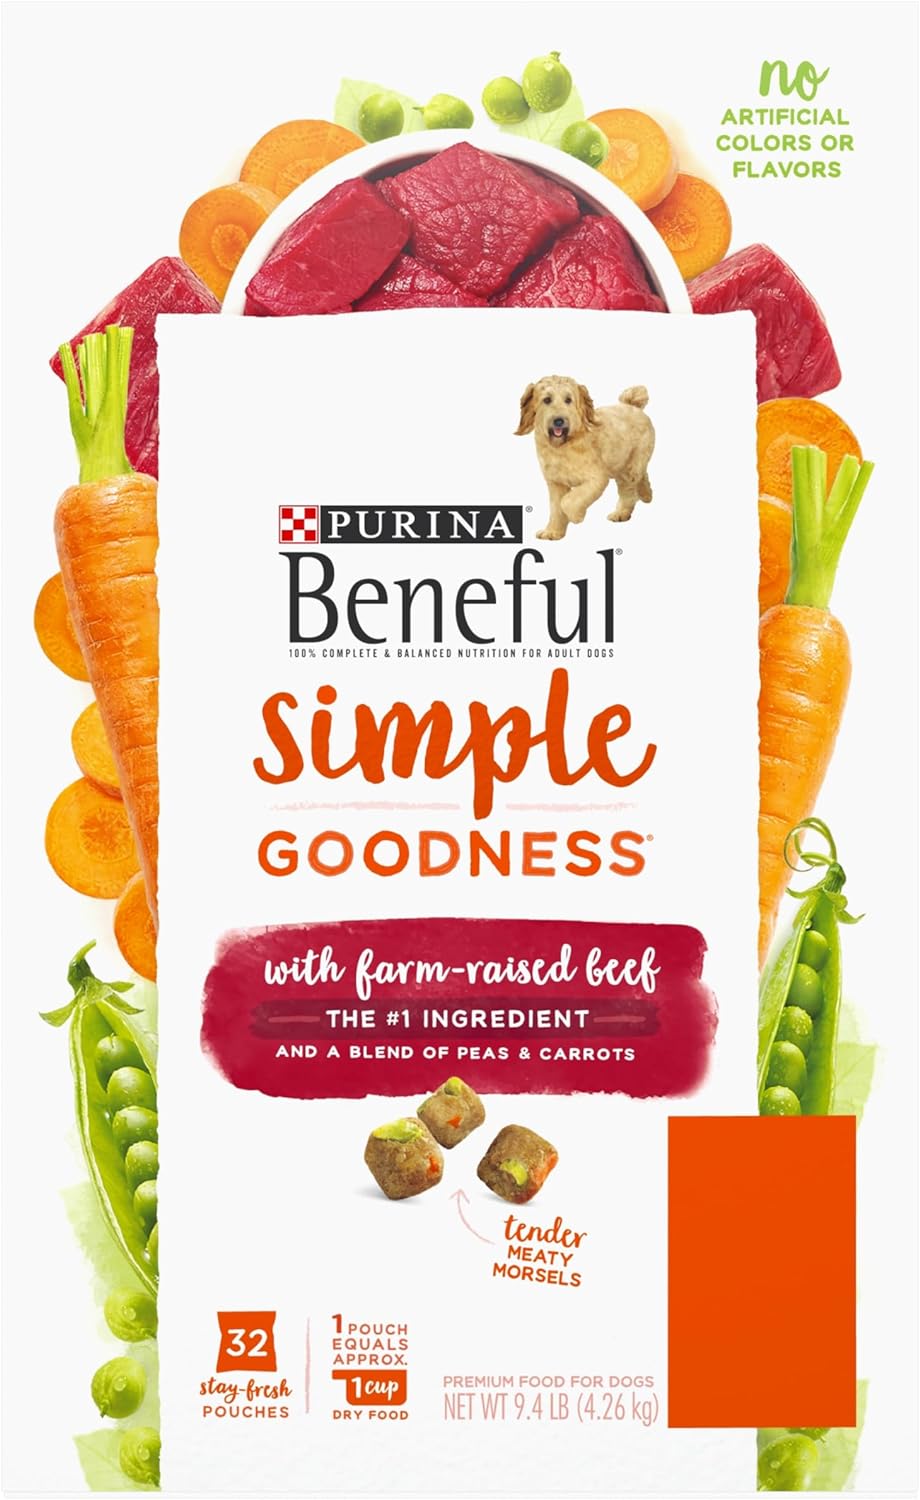 no
ARTIFICIAL
COLORS OR
FLAVORS
PURINA®
Beneful®
100% COMPLETE & BALANCED NUTRITION FOR ADULT DOGS
simple
GOODNESS®
with farm-raised beef
THE #1 INGREDIENT
AND A BLEND OF PEAS & CARROTS
tender
MEATY
MORSELS
32
stay-fresh
POUCHES
1 POUCH
EQUALS
APPROX.
1 cup
DRY FOOD
PREMIUM FOOD FOR DOGS
NET WT 9.4 LB (4.26 kg)